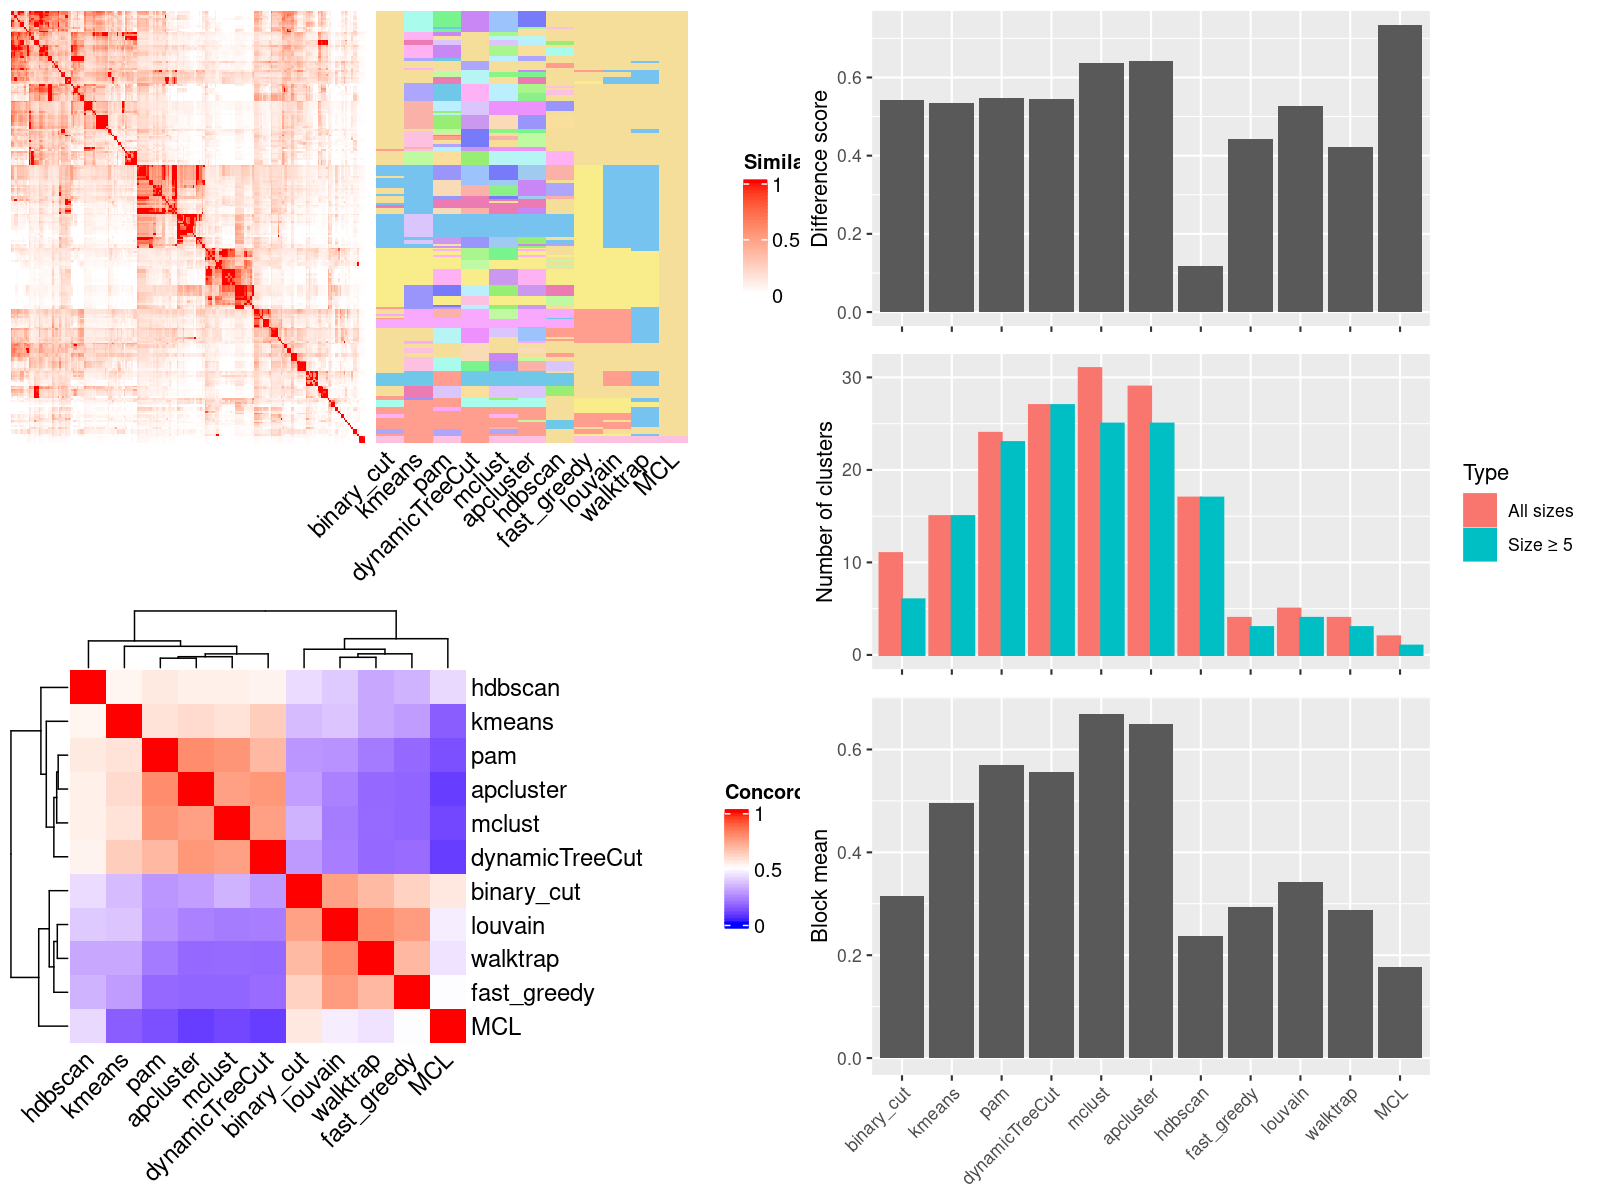 Simila
1
0.5
0
binary_cut
kmeans
pam
dynamicTreeCut
mclust
apcluster
hdbscan
fast_greedy
louvain
walktrap
MCL
hdbscan
kmeans
pam
apcluster
mclust
dynamicTreeCut
binary_cut
louvain
walktrap
fast_greedy
MCL
hdbscan
kmeans
pam
apcluster
mclust
dynamicTreeCut
binary_cut
louvain
walktrap
fast_greedy
MCL
Concord
1
0.5
0
Difference score
0.6
0.4
0.2
0.0
Number of clusters
30
20
10
0
Type
All sizes
Size ≥ 5
Block mean
0.6
0.4
0.2
0.0
binary_cut
kmeans
pam
dynamicTreeCut
mclust
apcluster
hdbscan
fast_greedy
louvain
walktrap
MCL